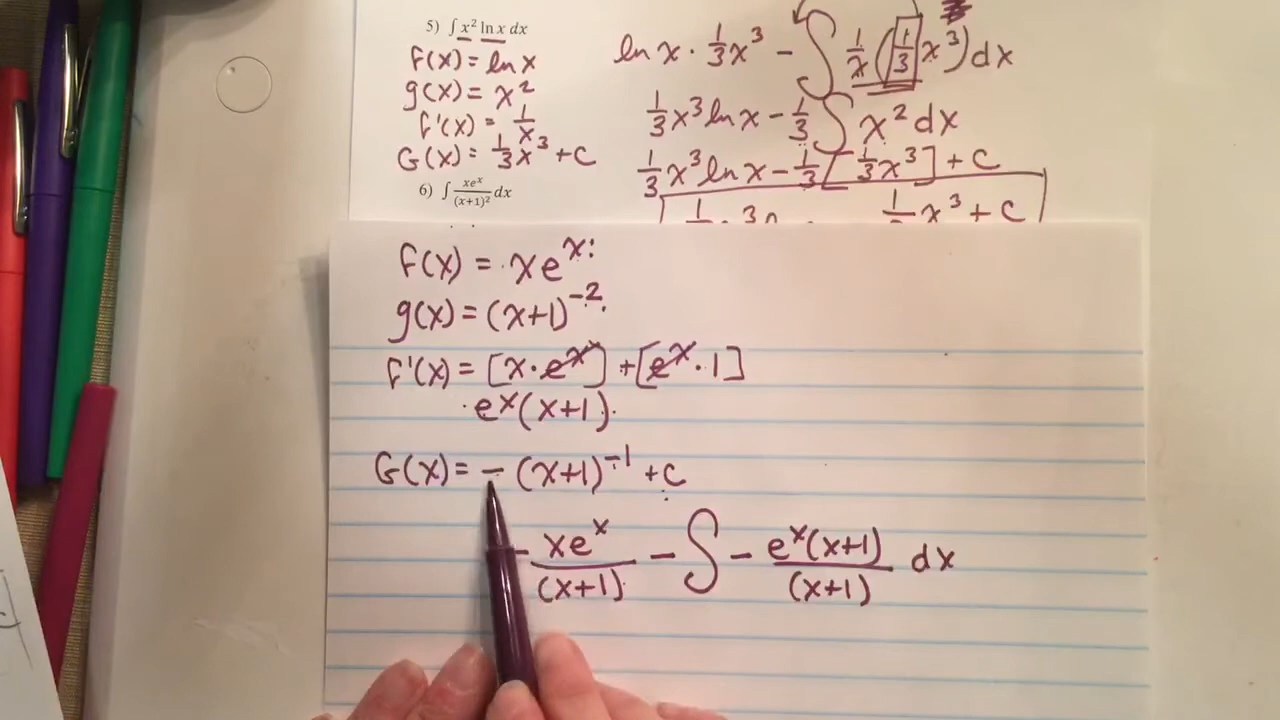 5) ∫ x² ln x dx
f(x) = ln x
g(x) = x²
f'(x) = 1/x
G(x) = 1/3 x³ + C
ln x · 1/3 x³ - ∫ 1/x (1/3 x³) dx
1/3 x³ ln x - 1/3 ∫ x² dx
1/3 x³ ln x - 1/3 [1/3 x³] + C
x³ + C
6) ∫ xeˣ/(x+1)² dx
f(x) = xeˣ
g(x) = (x+1)⁻²
f'(x) = [x · eˣ] + [eˣ · 1]
eˣ(x+1)
G(x) = - (x+1)⁻¹ + C
- xeˣ/(x+1) - ∫ - eˣ(x+1)/(x+1) dx